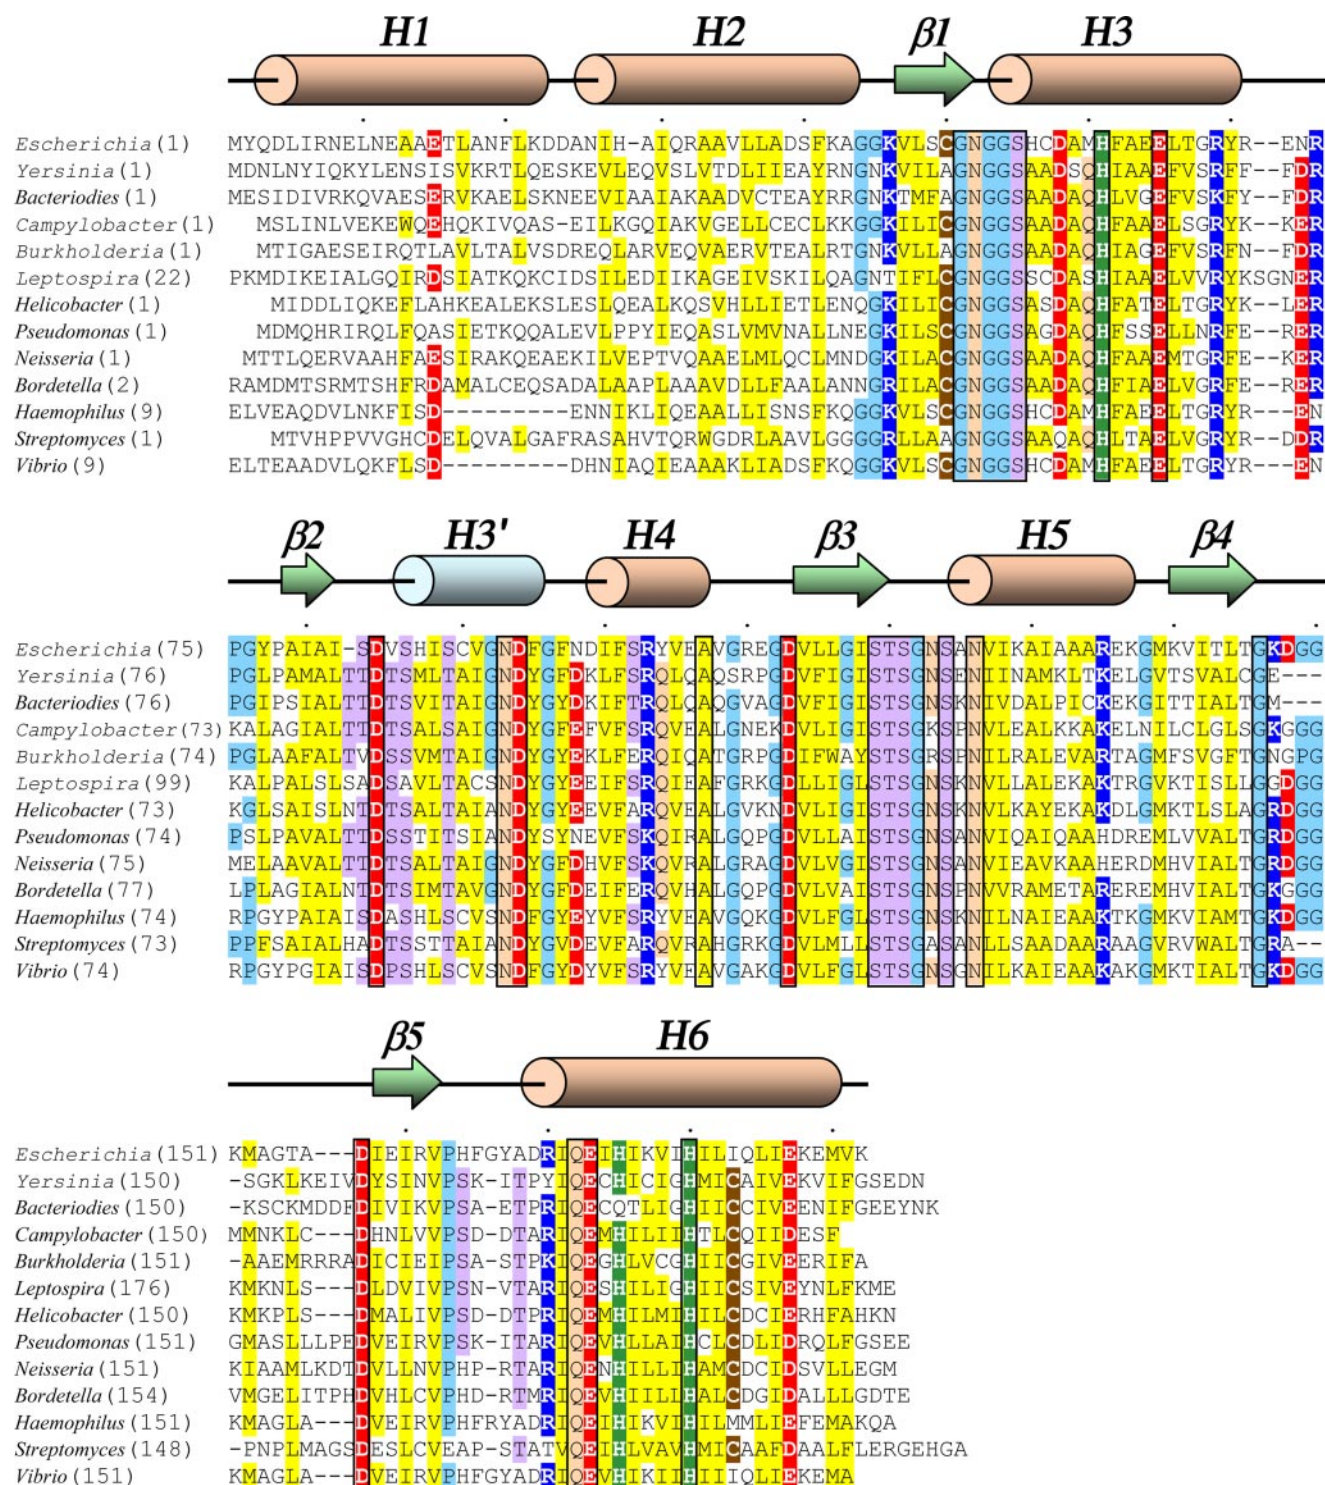 H1 H2 β1 H3
Escherichia (1) MYQDLIRNELNEAAETLANFLKDDANIH-AIQRAAVLLADSFKAGGKVLSCGNGGSHCDAMHFAEELTGRYR--ENR
Yersinia (1) MDNLNYIQKYLENSISVKRTLQESKEVLEQVSLVTDLIIEAYRNGNKVILAGNGGSAADSQHIAAEFVSRFF--FDR
Bacteriodies (1) MESIDIVRKQVAESERVKAELSKNEEVIAAIAKAADVCTEAYRRGNKTMFAGNGGSAADAQHLVGEFVSKFY--FDR
Campylobacter (1) MSLINLVEKEWQEHQKIVQAS-EILKGQIAKVGELLCECLKKGGKILICGNGGSAADAQHFAAELSGRYK--KER
Burkholderia (1) MTIGAESEIRQTLAVLTALVSDREQLARVEQVAERVTEALRTGNKVLLAGNGGSAADAQHIAGEFVSRFN--FDR
Leptospira (22) PKMDIKEIALGQIRDSIATKQKCIDSILEDIIKAGEIVSKILQAGNTIFLCGNGGSSCDASHIAAELVVRYKSGNER
Helicobacter (1) MIDDLIQKEFLAHKEALEKSLESLQEALKQSVHLLIETLENQGKILICGNGGSASDAQHFATELTGRYK--LER
Pseudomonas (1) MDMQHRIRQLFQASIETKQQALEVLPPYIEQASLVMVNALLNEGKILSCGNGGSAGDAQHFSSELLNRFE--RER
Neisseria (1) MTTLQERVAAHFAESIRAKQEAEKILVEPTVQAAELMLQCLMNDGKILACGNGGSAADAQHFAAEMTGRFE--KER
Bordetella (2) RAMDMTSRMTSHFRDAMALCEQSADALAAPLAAAVDLLFAALANNGRILACGNGGSAADAQHFIAELVGRFE--RER
Haemophilus (9) ELVEAQDVLNKFISD---------ENNIKLIQEAALLISNSFKQGGKVLSCGNGGSHCDAMHFAEELTGRYR---EN
Streptomyces (1) MTVHPPVVGHCDELQVALGAFRASAHVTQRWGDRLAAVLGGGGRLLAAGNGGSAAQAQHLTAELVGRYR--DDR
Vibrio (9) ELTEAADVLQKFLSD---------DHNIAQIEAAAKLIADSFKQGGKVLSCGNGGSHCDAMHFAEELTGRYR---EN
β2 H3' H4 β3 H5 β4
Escherichia (75) PGYPAIAI-SDVSHISCVGNDFGFNDIFSRYVEAVGREGDVLLGISTSGNSANVIKAIAAAREKGMKVITLTGKDGG
Yersinia (76) PGLPAMALTTDTSMLTAIGNDYGFDKLFSRQLQAQSRPGDVFIGISTSGNSENIINAMKLTKELGVTSVALCGE---
Bacteriodies (76) PGIPSIALTTDTSVITAIGNDYGYDKIFTRQLQAQGVAGDVFIGISTSGNSKNIVDALPICKEKGITTIALTGM---
Campylobacter (73) KALAGIALTTDTSALSAIGNDYGFEFVFSRQVEALGNEKDVLIGISTSGKSPNVLEALKKAKELNILCLGLSGKGGG
Burkholderia (74) PGLAAFALTVDSSVMTAIGNDYGYEKLFERQIQATGRPGDIFWAYSTSGRSPNILRALEVARTAGMFSVGFTGNGPG
Leptospira (99) KALPALSLSADSAVLTACSNDYGYEEIFSRQIEAFGRKGDLLIGISTSGNSKNVLLALEKAKTRGVKTISLLGGDGG
Helicobacter (73) KGLSAISLNTDTSALTAIANDYGYEEVFARQVEALGVKNDVLIGISTSGNSKNVLKAYEKAKDLGMKTLSLAGRDGG
Pseudomonas (74) PSLPAVALTTDSSTITSIANDYSYNEVFSKQIRALGQPGDVLLAISTSGNSANVIQAIQAAHDREMLVVALTGRDGG
Neisseria (75) MELAAVALTTDTSALTAIGNDYGFDHVFSKQVRALGRAGDVLVGISTSGNSANVIEAVKAAHERDMHVIALTGRDGG
Bordetella (77) LPLAGIALNTDTSIMTAVGNDYGFDEIFERQVHALGQPGDVLVAISTSGNSPNVVRAMETAREREMHVIALTGKGGG
Haemophilus (74) RPGYPAIAISDASHLSCVSNDFGYEYVFSRYVEAVGQKGDVLFGLSTSGNSKNILNAIEAAKTKGMKVIAMTGKDGG
Streptomyces (73) PPFSAIALHADTSSTTAIANDYGVDEVFARQVRAHGRKGDVLMLLSTSGASANLLSAADAARAAGVRVWALTGRA--
Vibrio (74) RPGYPGIAISDPSHLSCVSNDFGYDYVFSRYVEAVGAKGDVLFGLSTSGNSGNILKAIEAAKAKGMKTIALTGKDGG
β5 H6
Escherichia (151) KMAGTA---DIEIRVPHFGYADRIQEIHIKVIHILIQLIEKEMVK
Yersinia (150) -SGKLKEIVDYSINVPSK-ITPYIQECHICIGHMICAIVEKVIFGSEDN
Bacteriodies (150) -KSCKMDDFDIVIKVPSA-ETPRIQECQTLIGHIICCIVEENIFGEEYNK
Campylobacter (150) MMNKLC---DHNLVVPSD-DTARIQEMHILIIHTLCQIIDESF
Burkholderia (151) -AAEMRRRADICIEIPSA-STPKIQEGHLVCGHIICGIVEERIFA
Leptospira (176) KMKNLS---DLDVIVPSN-VTARIQESHILIGHIICSIVEYNLFKME
Helicobacter (150) KMKPLS---DMALIVPSD-DTPRIQEMHILMIHILCDCIERHFAHKN
Pseudomonas (151) GMASLLLPEDVEIRVPSK-ITARIQEVHLLAIHCLCDLIDRQLFGSEE
Neisseria (151) KIAAMLKDTDVLLNVPHP-RTARIQENHILLIHAMCDCIDSVLLEGM
Bordetella (154) VMGELITPHDVHLCVPHD-RTMRIQEVHIILIHALCDGIDALLLGDTE
Haemophilus (151) KMAGLA---DVEIRVPHFRYADRIQEIHIKVIHILMMLIEFEMAKQA
Streptomyces (148) -PNPLMAGSDESLCVEAP-STATVQEIHLVAVHMICAAFDAALFLERGEHGA
Vibrio (151) KMAGLA---DVEIRVPHFGYADRIQEVHIKIIHIIIQLIEKEMA